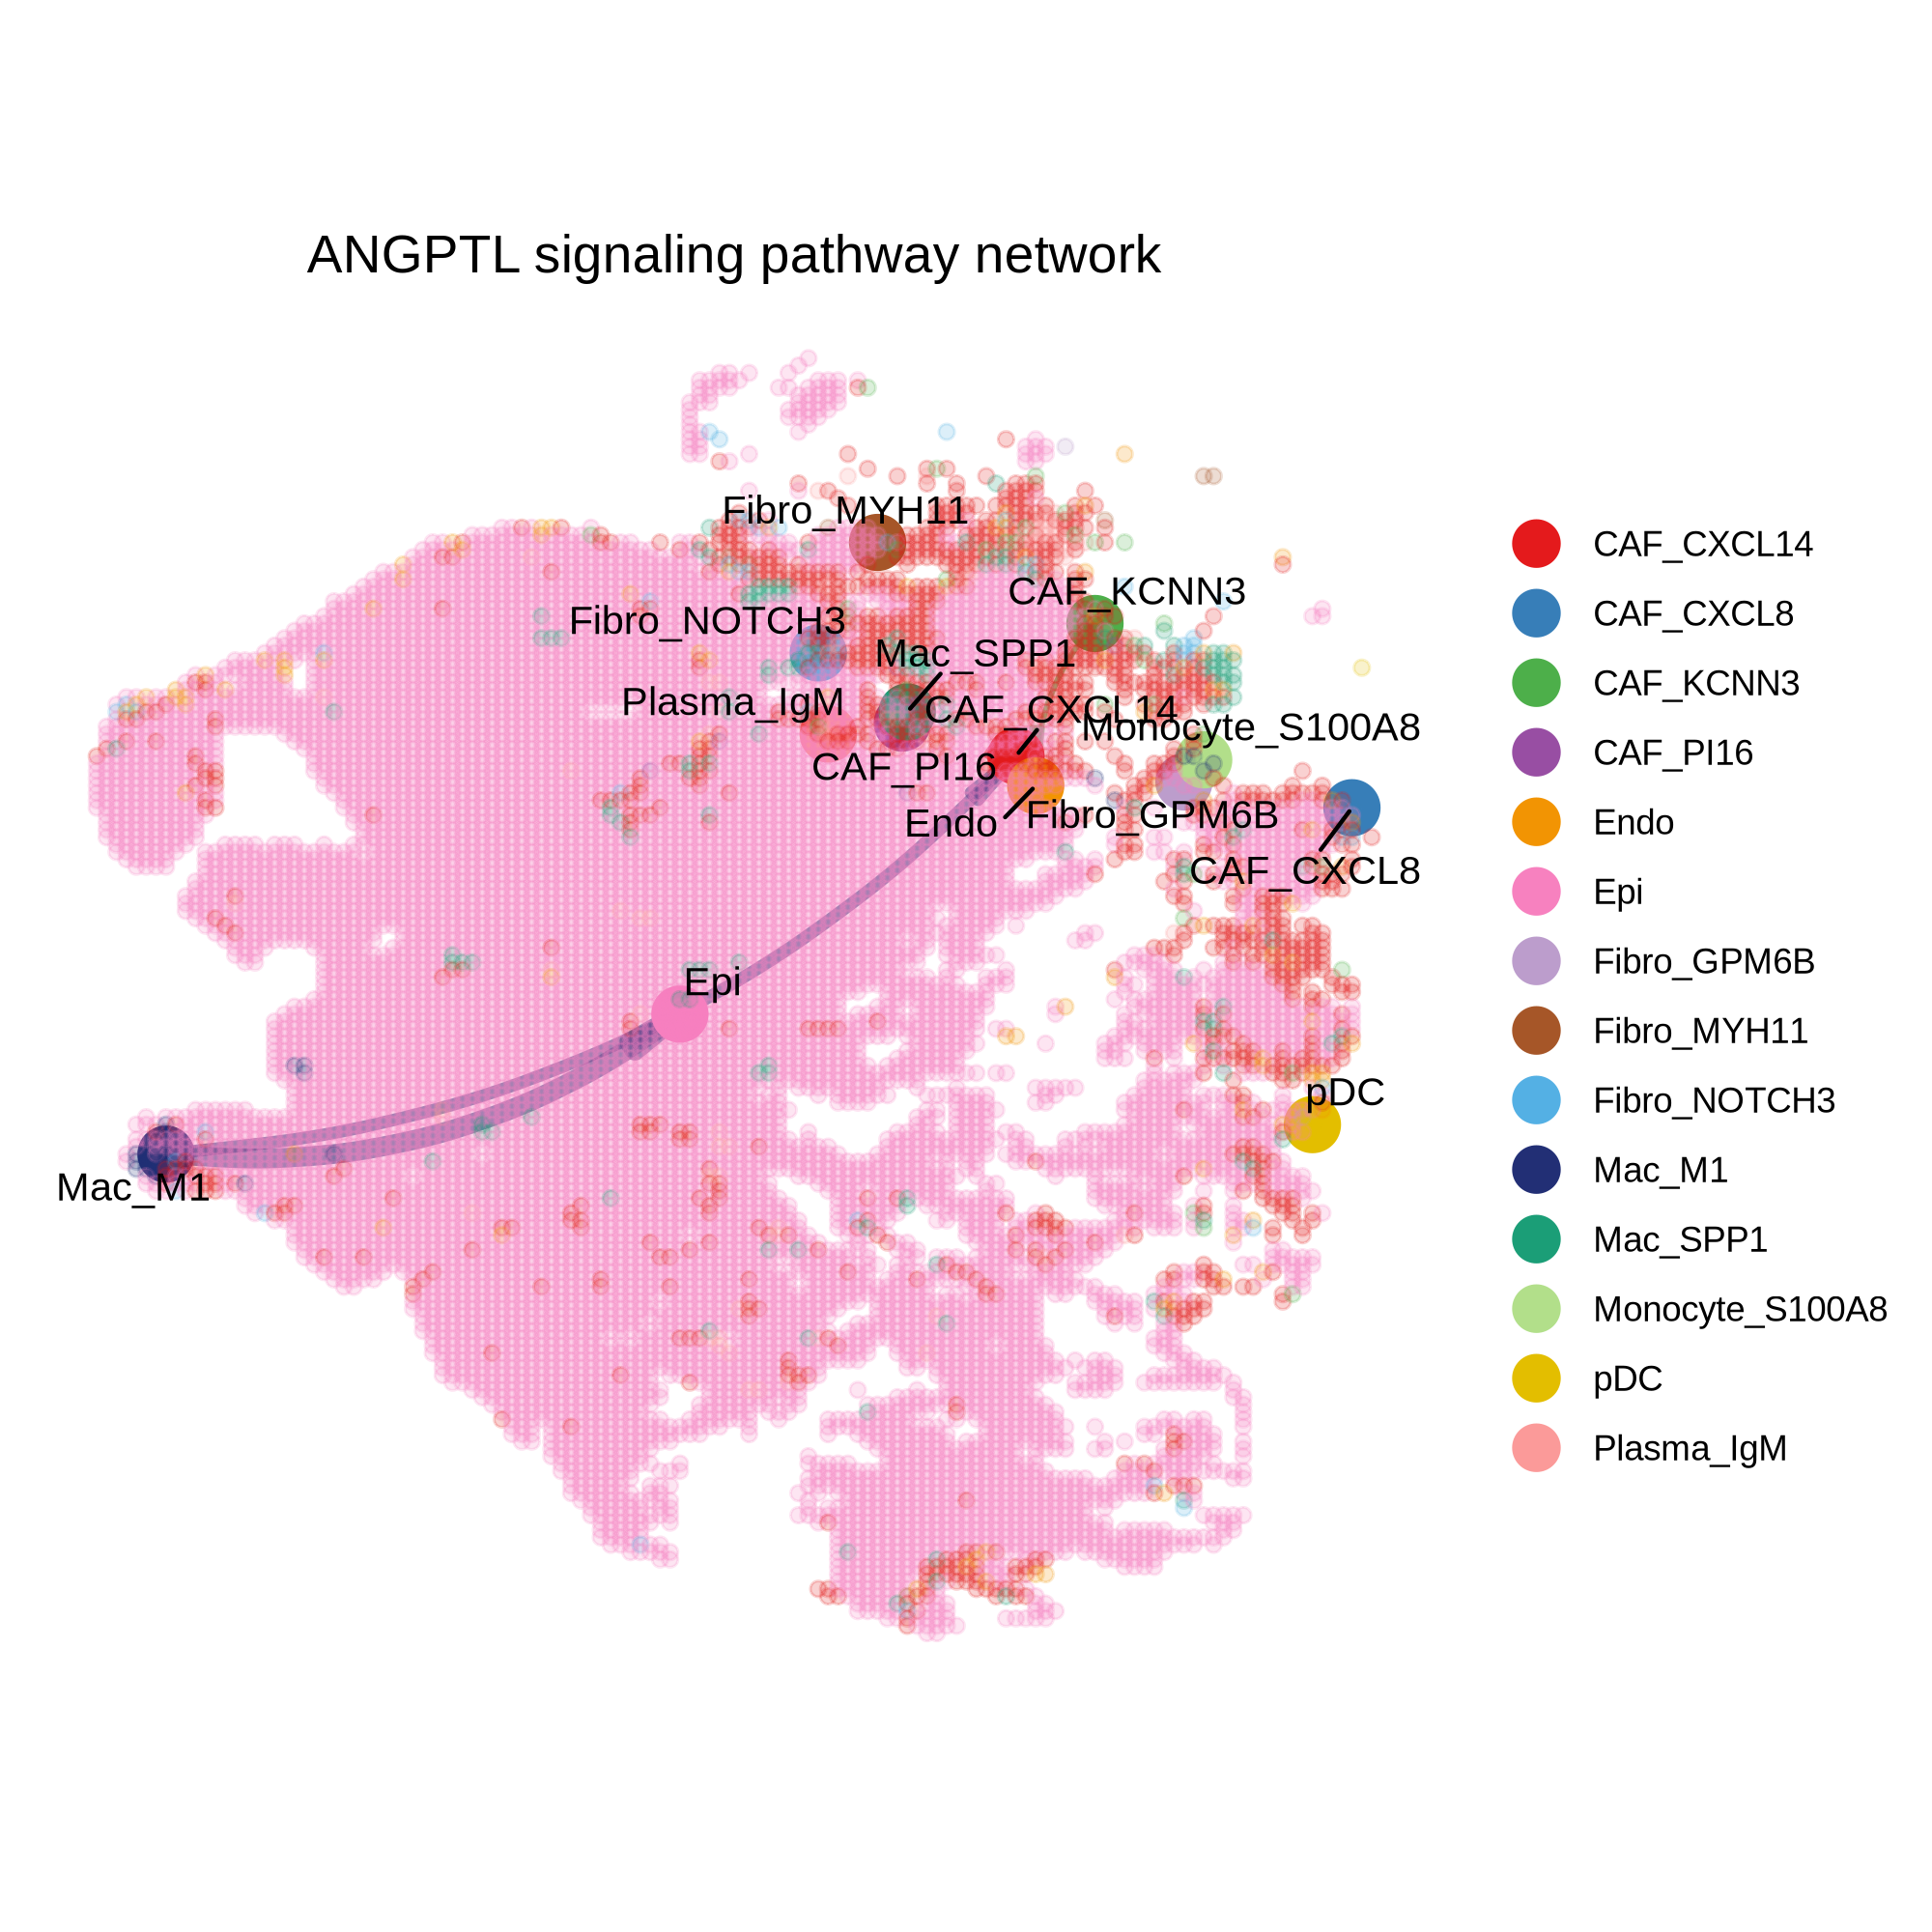 ANGPTL signaling pathway network
Fibro_MYH11
CAF_KCNN3
Fibro_NOTCH3
Mac_SPP1
Plasma_IgM
CAF_CXCL14
Monocyte_S100A8
CAF_PI16
Endo
Fibro_GPM6B
CAF_CXCL8
Epi
pDC
Mac_M1
CAF_CXCL14
CAF_CXCL8
CAF_KCNN3
CAF_PI16
Endo
Epi
Fibro_GPM6B
Fibro_MYH11
Fibro_NOTCH3
Mac_M1
Mac_SPP1
Monocyte_S100A8
pDC
Plasma_IgM